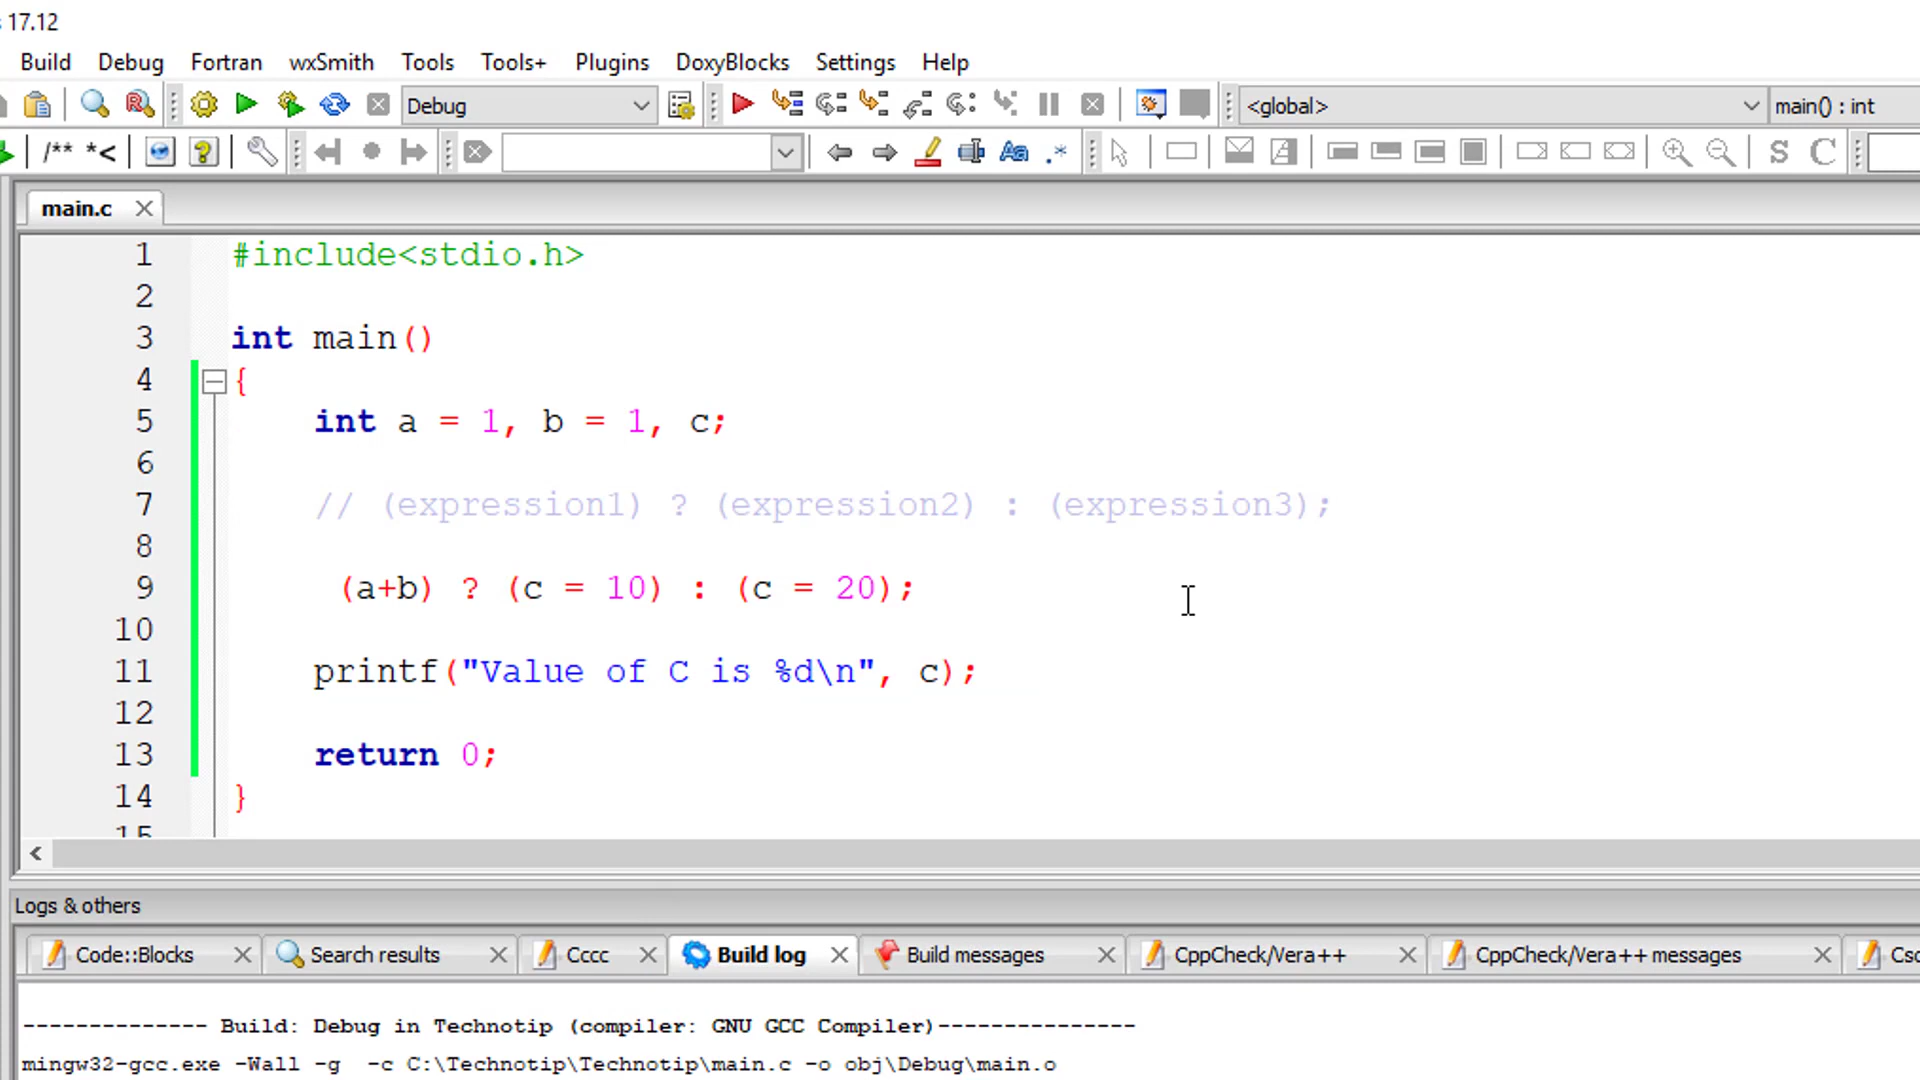 17.12
Build Debug Fortran wxSmith Tools Tools+ Plugins DoxyBlocks Settings Help
Debug <global> main() : int
/** *< Aa .* S C
main.c
1 #include<stdio.h>
2
3 int main()
4 {
5 int a = 1, b = 1, c;
6
7 // (expression1) ? (expression2) : (expression3);
8
9 (a+b) ? (c = 10) : (c = 20);
10
11 printf("Value of C is %d\n", c);
12
13 return 0;
14 }
15
Logs & others
Code::Blocks Search results Cccc Build log Build messages CppCheck/Vera++ CppCheck/Vera++ messages Csc
-------------- Build: Debug in Technotip (compiler: GNU GCC Compiler)---------------
mingw32-gcc.exe -Wall -g  -c C:\Technotip\Technotip\main.c -o obj\Debug\main.o